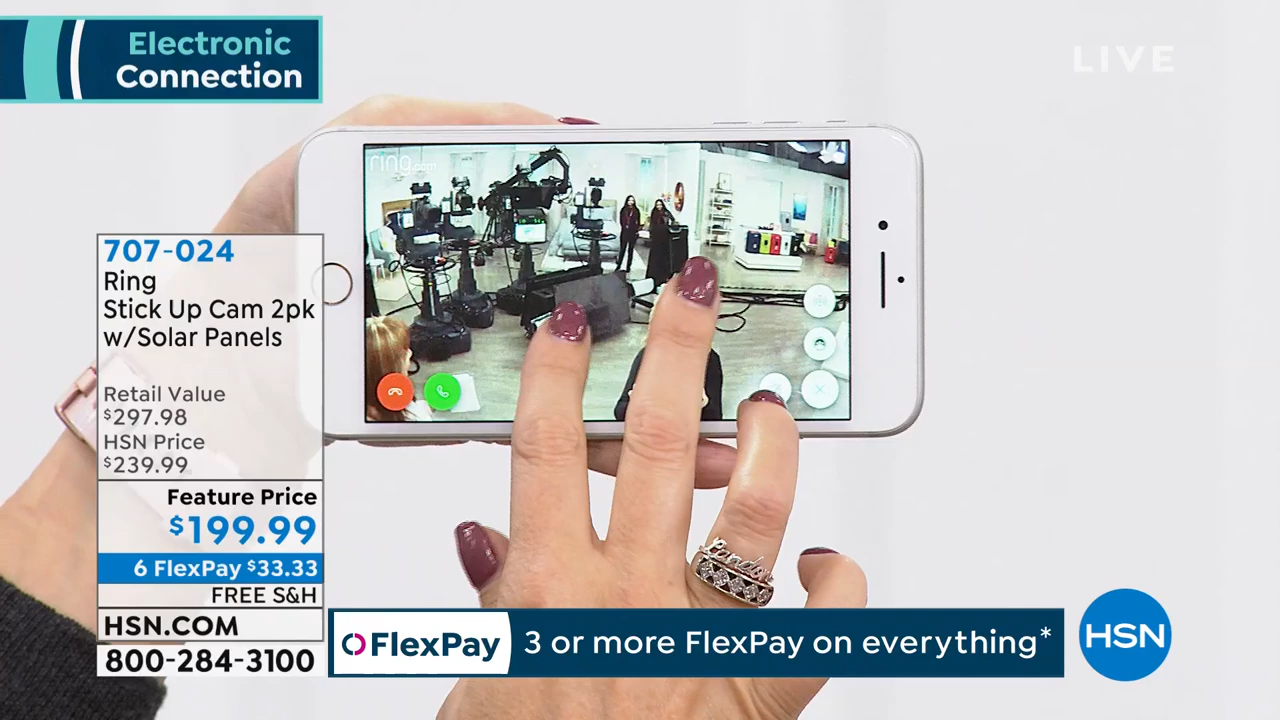 Electronic
Connection
LIVE
ring.com
707-024
Ring
Stick Up Cam 2pk
w/Solar Panels
Retail Value
$297.98
HSN Price
$239.99
Feature Price
$199.99
6 FlexPay $33.33
FREE S&H
HSN.COM
800-284-3100
FlexPay
3 or more FlexPay on everything*
HSN